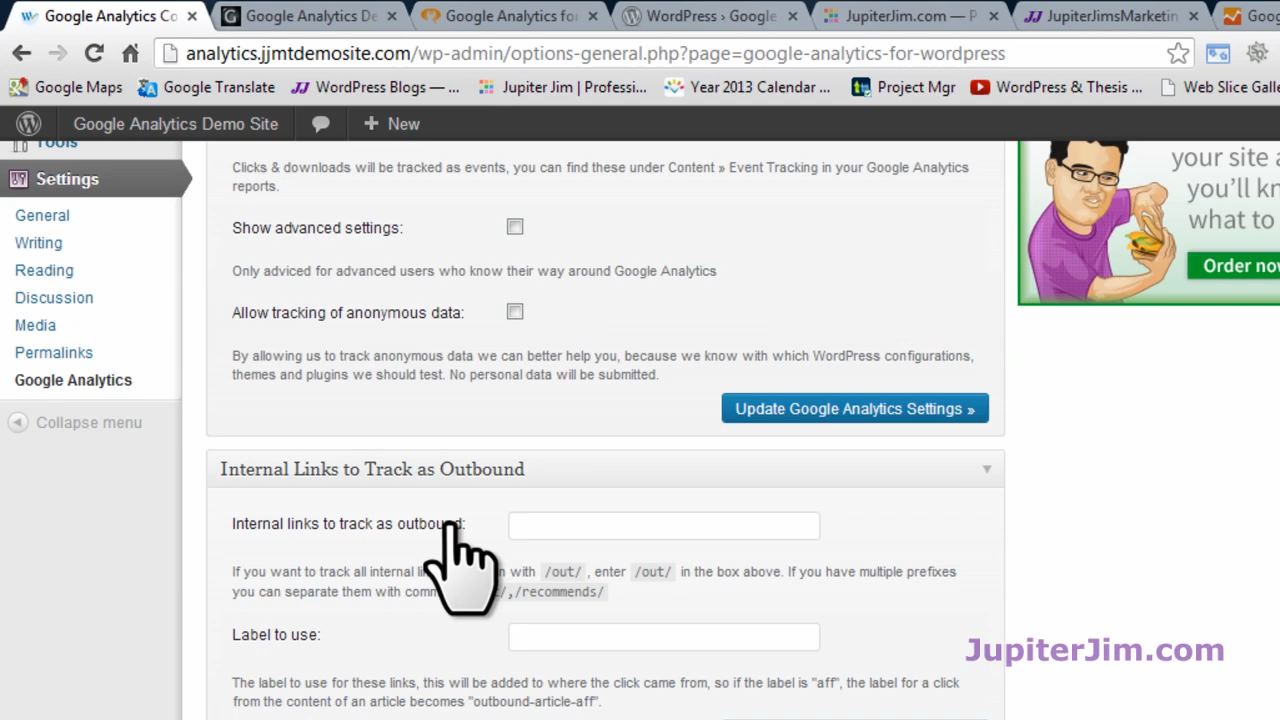 Google Analytics Co
Google Analytics De
Google Analytics for
WordPress › Google
JupiterJim.com — P
JupiterJimsMarketin
Goog
analytics.jjmtdemosite.com/wp-admin/options-general.php?page=google-analytics-for-wordpress
Google Maps
Google Translate
WordPress Blogs — ...
Jupiter Jim | Professi...
Year 2013 Calendar ...
Project Mgr
WordPress & Thesis ...
Web Slice Galle
Google Analytics Demo Site
+ New
Tools
Settings
General
Writing
Reading
Discussion
Media
Permalinks
Google Analytics
Collapse menu
Clicks & downloads will be tracked as events, you can find these under Content » Event Tracking in your Google Analytics
reports.
Show advanced settings:
Only adviced for advanced users who know their way around Google Analytics
Allow tracking of anonymous data:
By allowing us to track anonymous data we can better help you, because we know with which WordPress configurations,
themes and plugins we should test. No personal data will be submitted.
Update Google Analytics Settings »
Internal Links to Track as Outbound
Internal links to track as outbound:
If you want to track all internal with /out/ , enter /out/ in the box above. If you have multiple prefixes
you can separate them with /,/recommends/
Label to use:
The label to use for these links, this will be added to where the click came from, so if the label is "aff", the label for a click
from the content of an article becomes "outbound-article-aff".
your site a
you'll kn
what to
Order now
JupiterJim.com